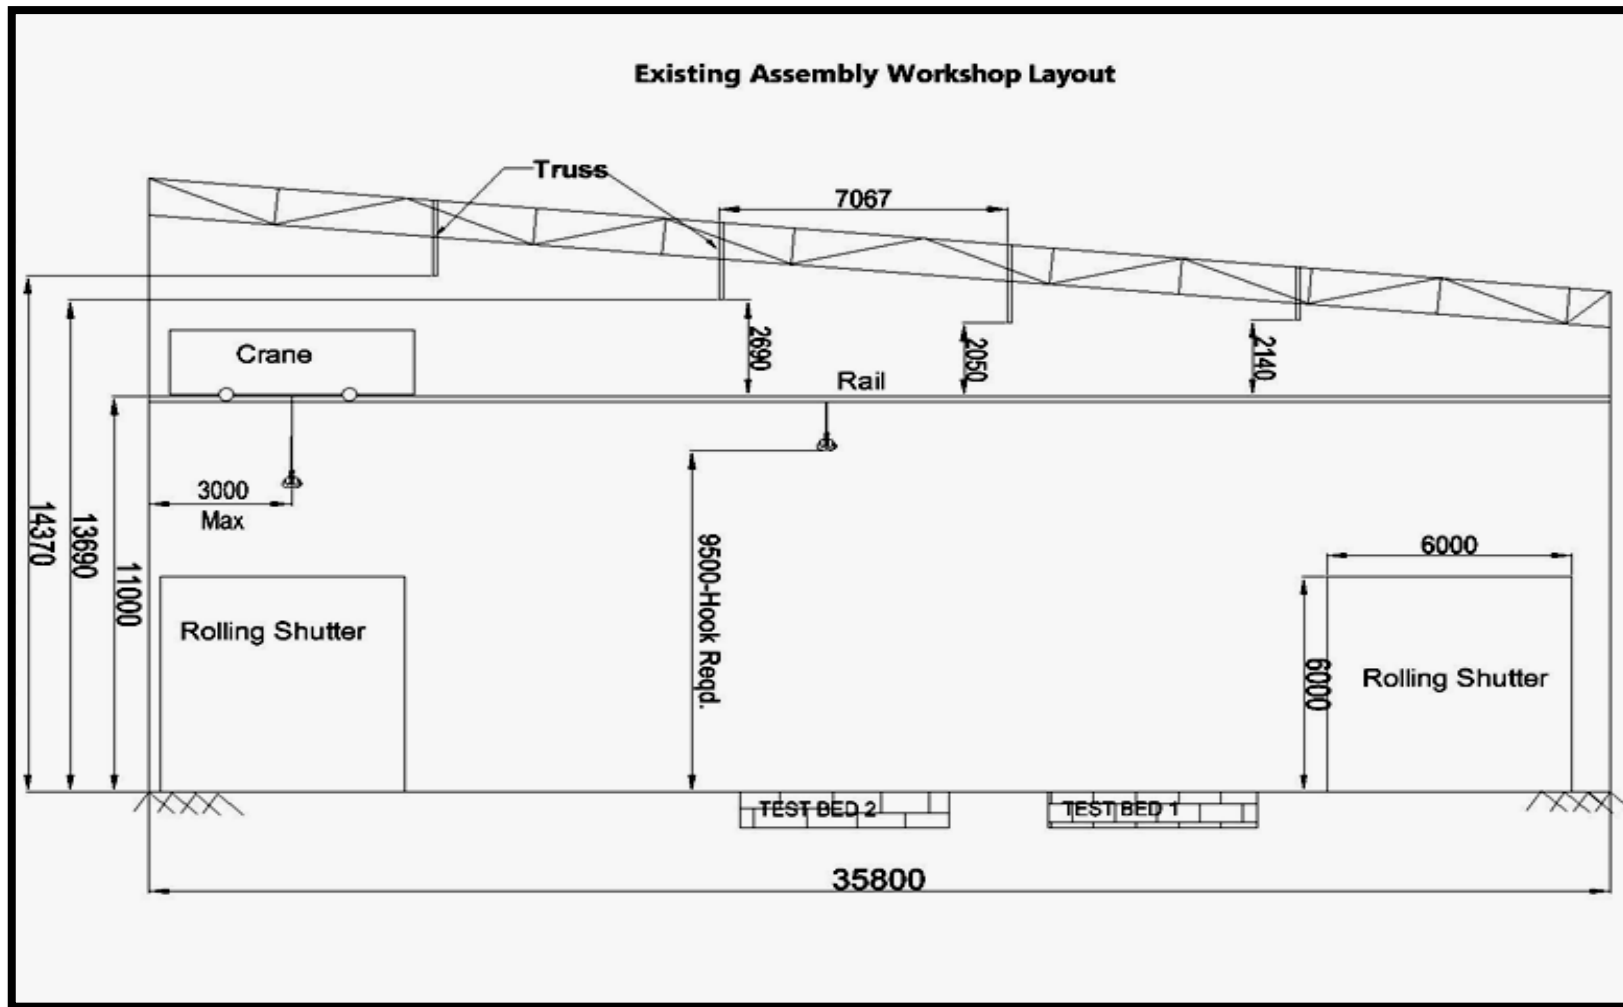 Existing Assembly Workshop Layout
Truss
7067
Crane
2690
2050
2140
Rail
3000
Max
14370
13690
11000
9500-Hook Reqd.
6000
Rolling Shutter
6000
Rolling Shutter
TEST BED 2
TEST BED 1
35800